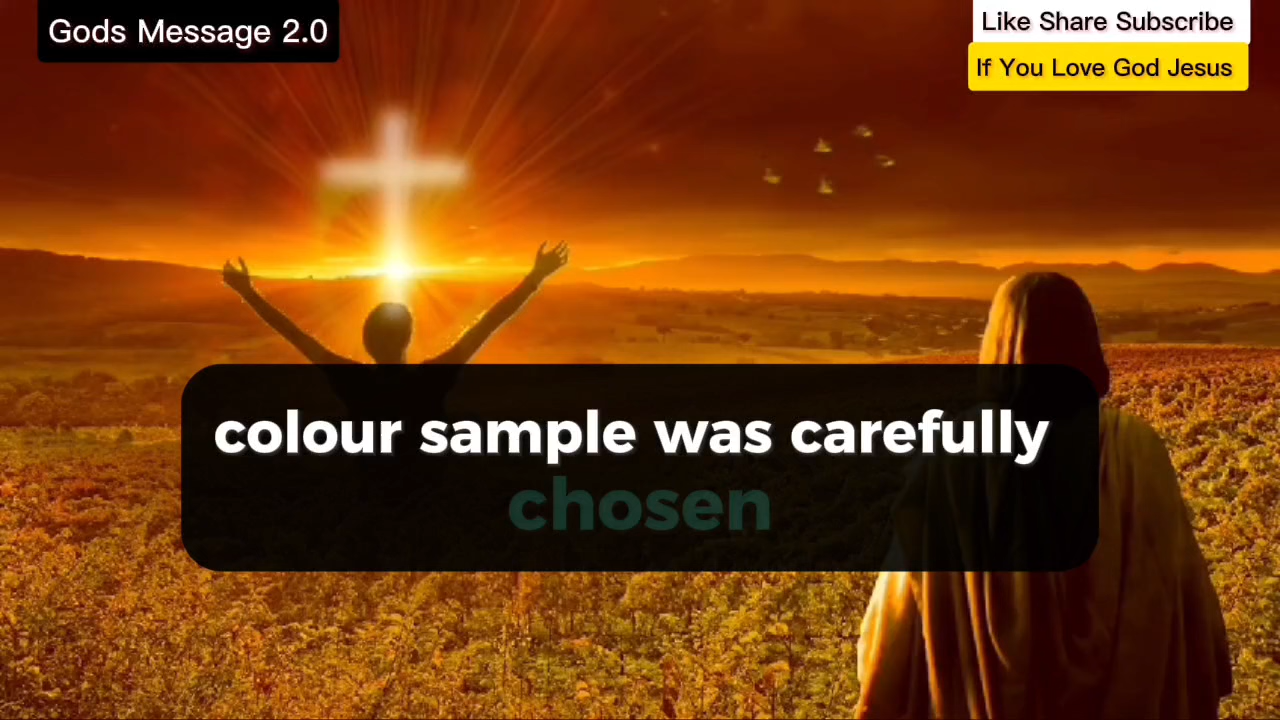 Gods Message 2.0
Like Share Subscribe
If You Love God Jesus
colour sample was carefully
chosen